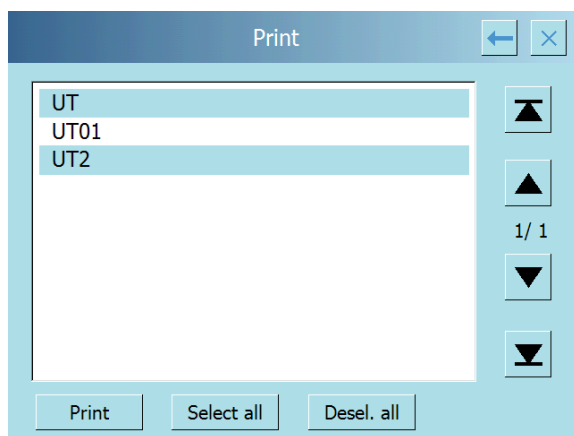 Print
UT
UT01
UT2
1/ 1
Print Select all Desel. all